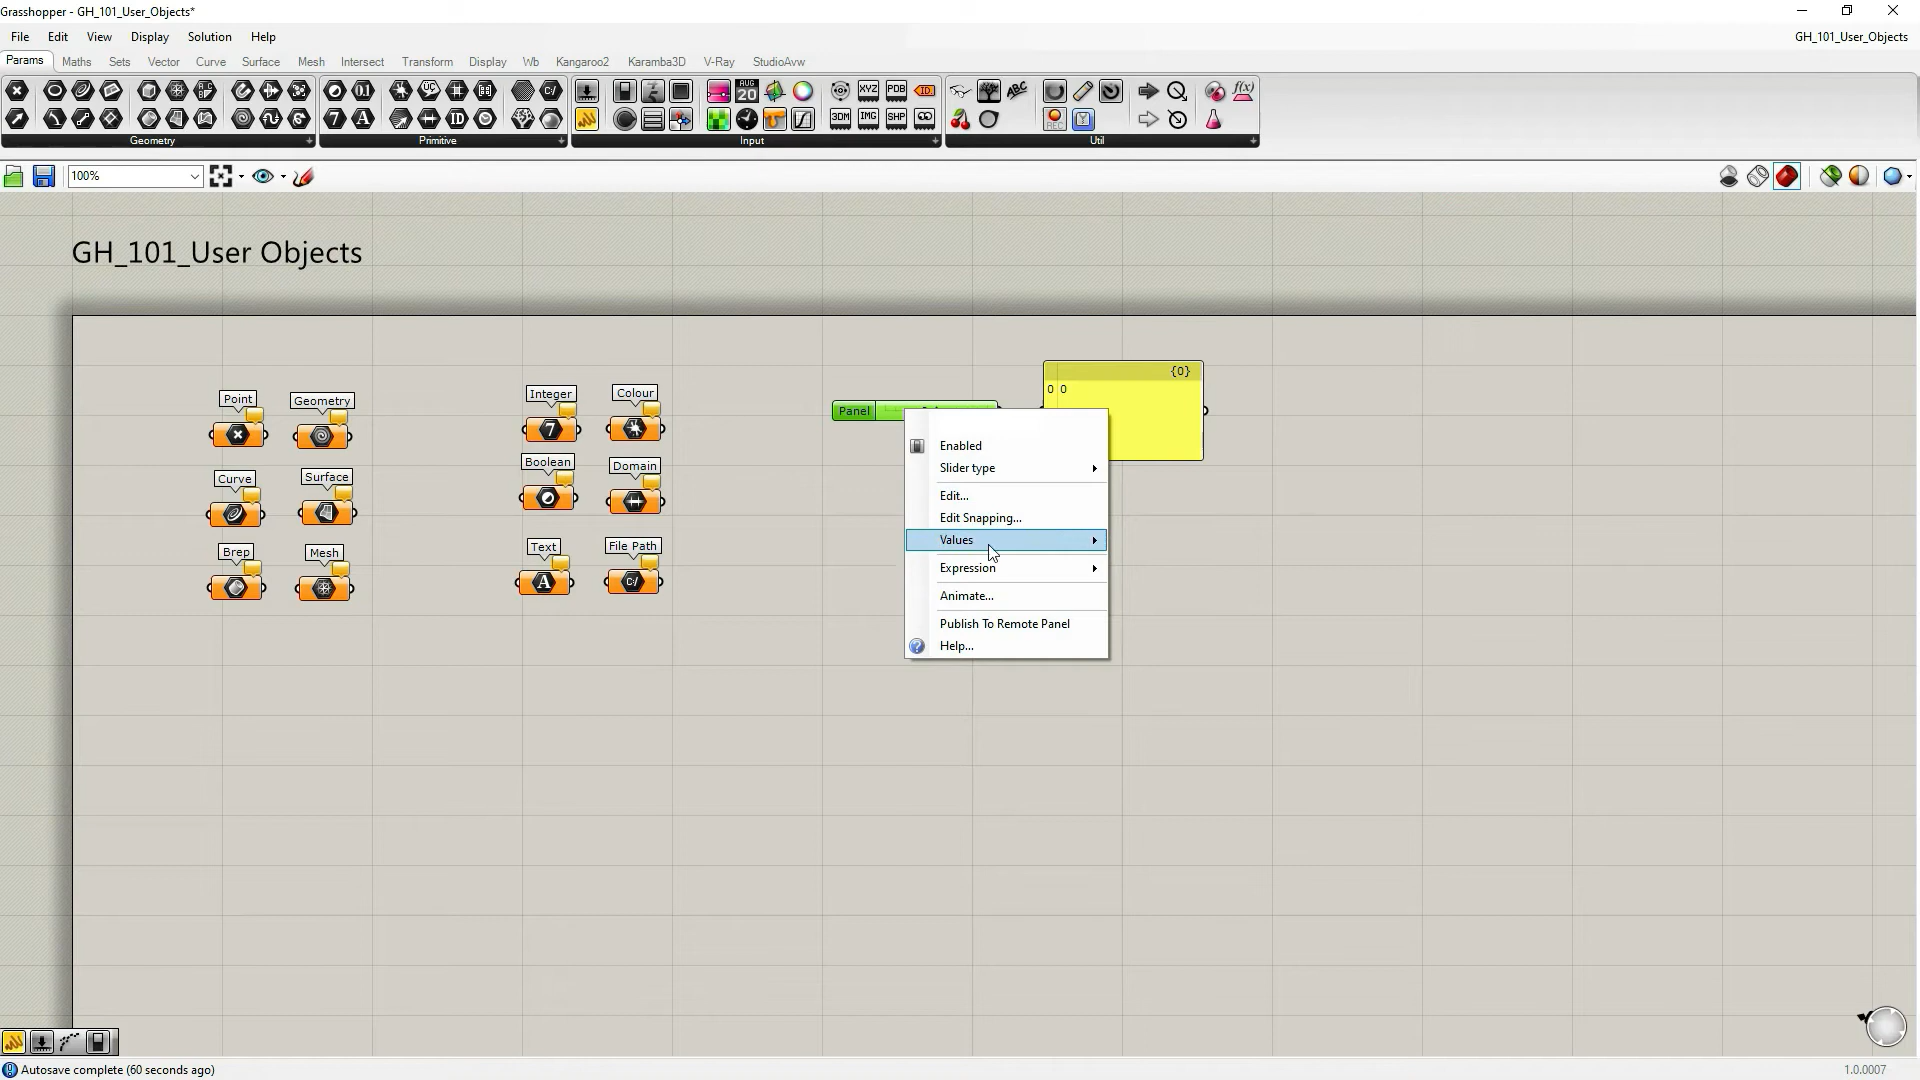 Grasshopper - GH_101_User_Objects*
File Edit View Display Solution Help GH_101_User_Objects
Params Maths Sets Vector Curve Surface Mesh Intersect Transform Display Wb Kangaroo2 Karamba3D V-Ray StudioAvw
Geometry Primitive Input Util
100%
GH_101_User Objects
Point Geometry
Integer Colour
Curve Surface
Boolean Domain
Brep Mesh
Text File Path
Panel
{0}
0 0
Enabled
Slider type
Edit...
Edit Snapping...
Values
Expression
Animate...
Publish To Remote Panel
Help...
Autosave complete (60 seconds ago) 1.0.0007